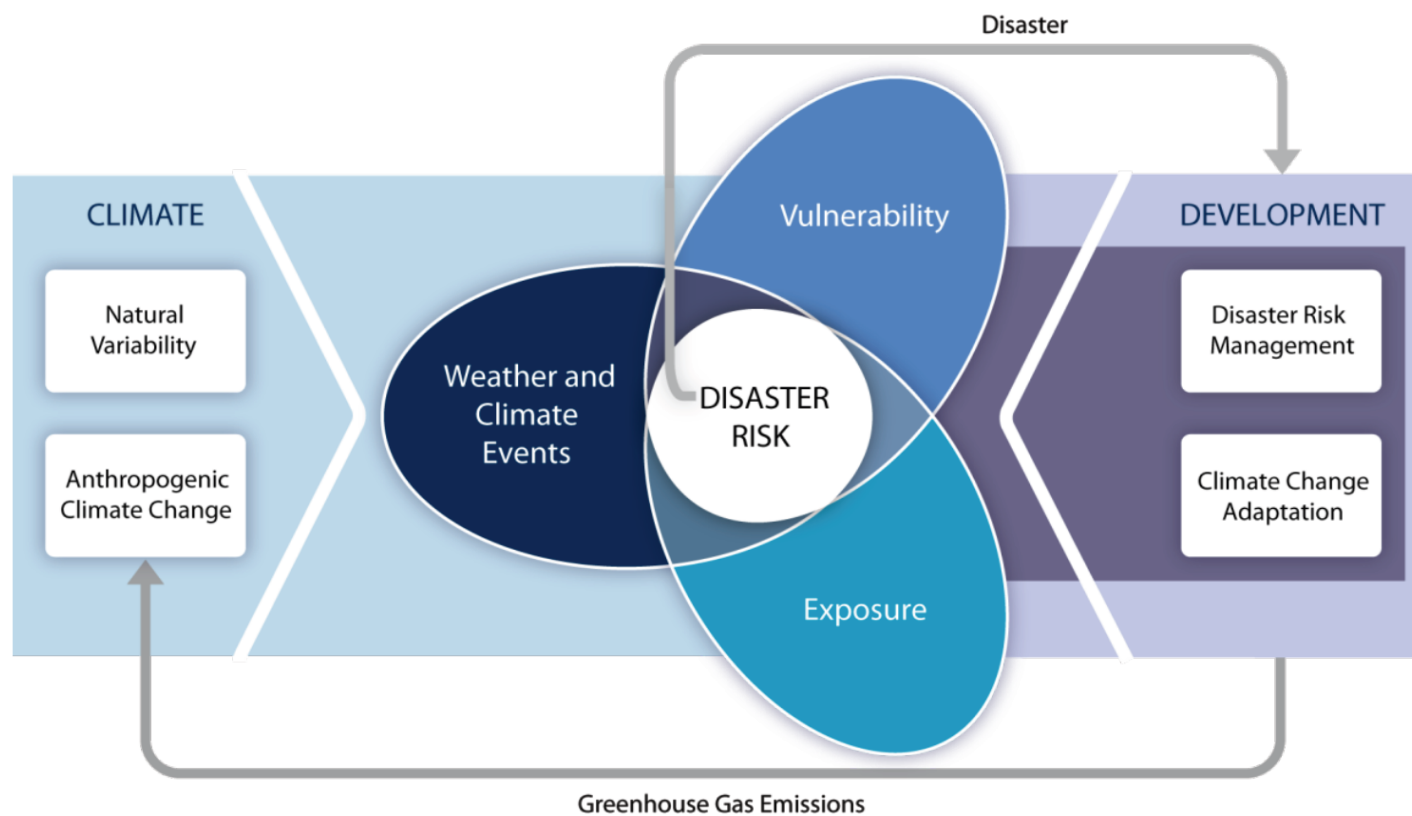 Disaster
CLIMATE
Natural
Variability
Anthropogenic
Climate Change
Weather and
Climate
Events
Vulnerability
DISASTER
RISK
Exposure
DEVELOPMENT
Disaster Risk
Management
Climate Change
Adaptation
Greenhouse Gas Emissions